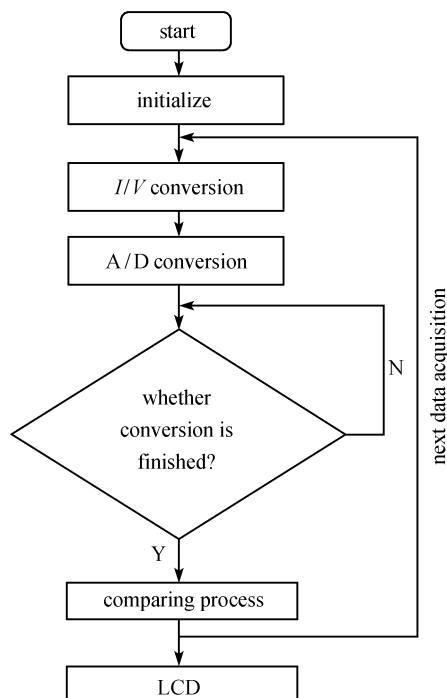 start
initialize
I/V conversion
A/D conversion
whether
conversion is
finished?
N
next data acquisition
Y
comparing process
LCD